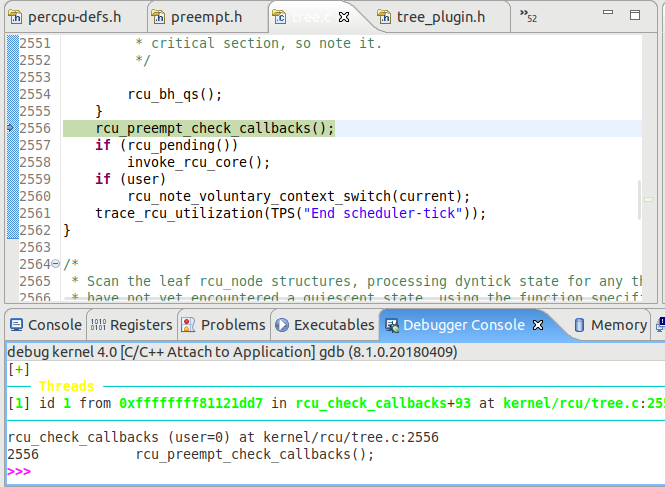 percpu-defs.h preempt.h tree.c tree_plugin.h »52
2551 * critical section, so note it.
2552 */
2553
2554 rcu_bh_qs();
2555 }
2556 rcu_preempt_check_callbacks();
2557 if (rcu_pending())
2558 invoke_rcu_core();
2559 if (user)
2560 rcu_note_voluntary_context_switch(current);
2561 trace_rcu_utilization(TPS("End scheduler-tick"));
2562 }
2563
2564 /*
2565 * Scan the leaf rcu_node structures, processing dyntick state for any th
2566 * have not yet encountered a quiescent state, using the function specifi
Console Registers Problems Executables Debugger Console Memory
debug kernel 4.0 [C/C++ Attach to Application] gdb (8.1.0.20180409)
[+]
Threads
[1] id 1 from 0xffffffff81121dd7 in rcu_check_callbacks+93 at kernel/rcu/tree.c:255
rcu_check_callbacks (user=0) at kernel/rcu/tree.c:2556
2556 rcu_preempt_check_callbacks();
>>>